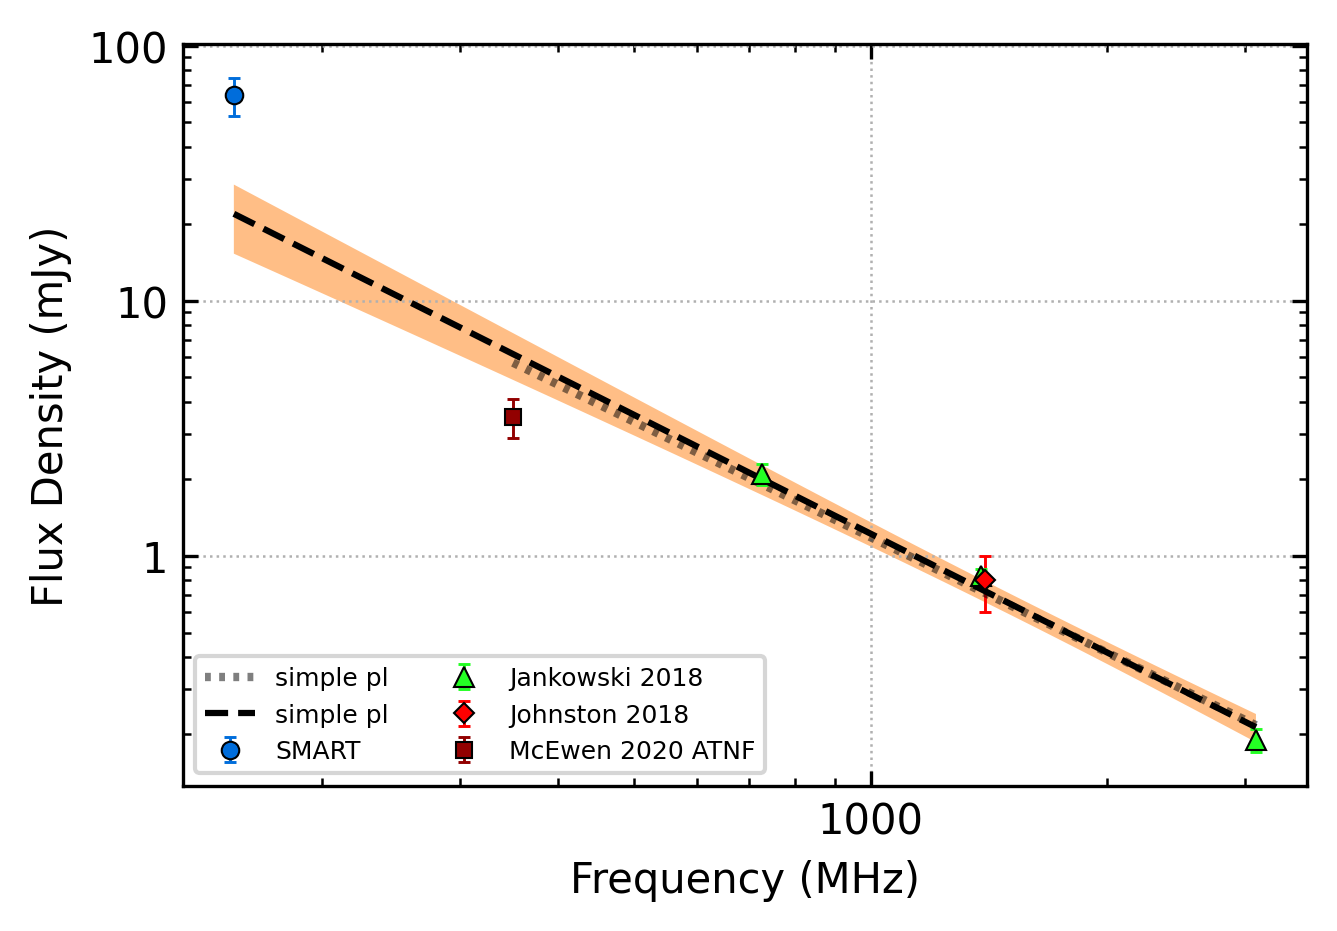 100
10
1
Flux Density (mJy)
simple pl
simple pl
SMART
Jankowski 2018
Johnston 2018
McEwen 2020 ATNF
1000
Frequency (MHz)